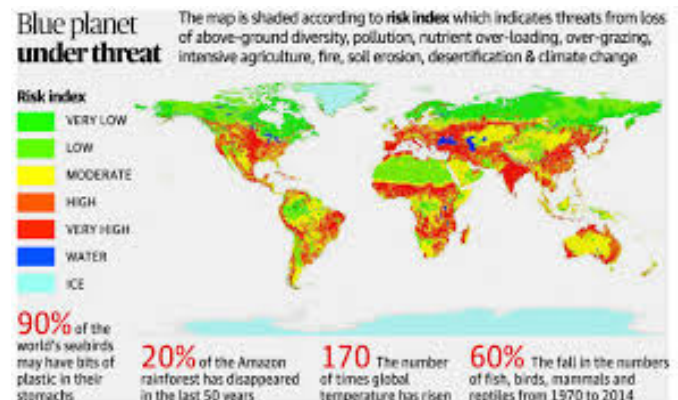 Blue planet
under threat
The map is shaded according to risk index which indicates threats from loss
of above-ground diversity, pollution, nutrient over-loading, over-grazing,
intensive agriculture, fire, soil erosion, desertification & climate change
Risk index
VERY LOW
LOW
MODERATE
HIGH
VERY HIGH
WATER
ICE
90% of the
world's seabirds
may have bits of
plastic in their
stomachs
20% of the Amazon
rainforest has disappeared
in the last 50 years
170 The number
of times global
temperature has risen
60% The fall in the numbers
of fish, birds, mammals and
reptiles from 1970 to 2014